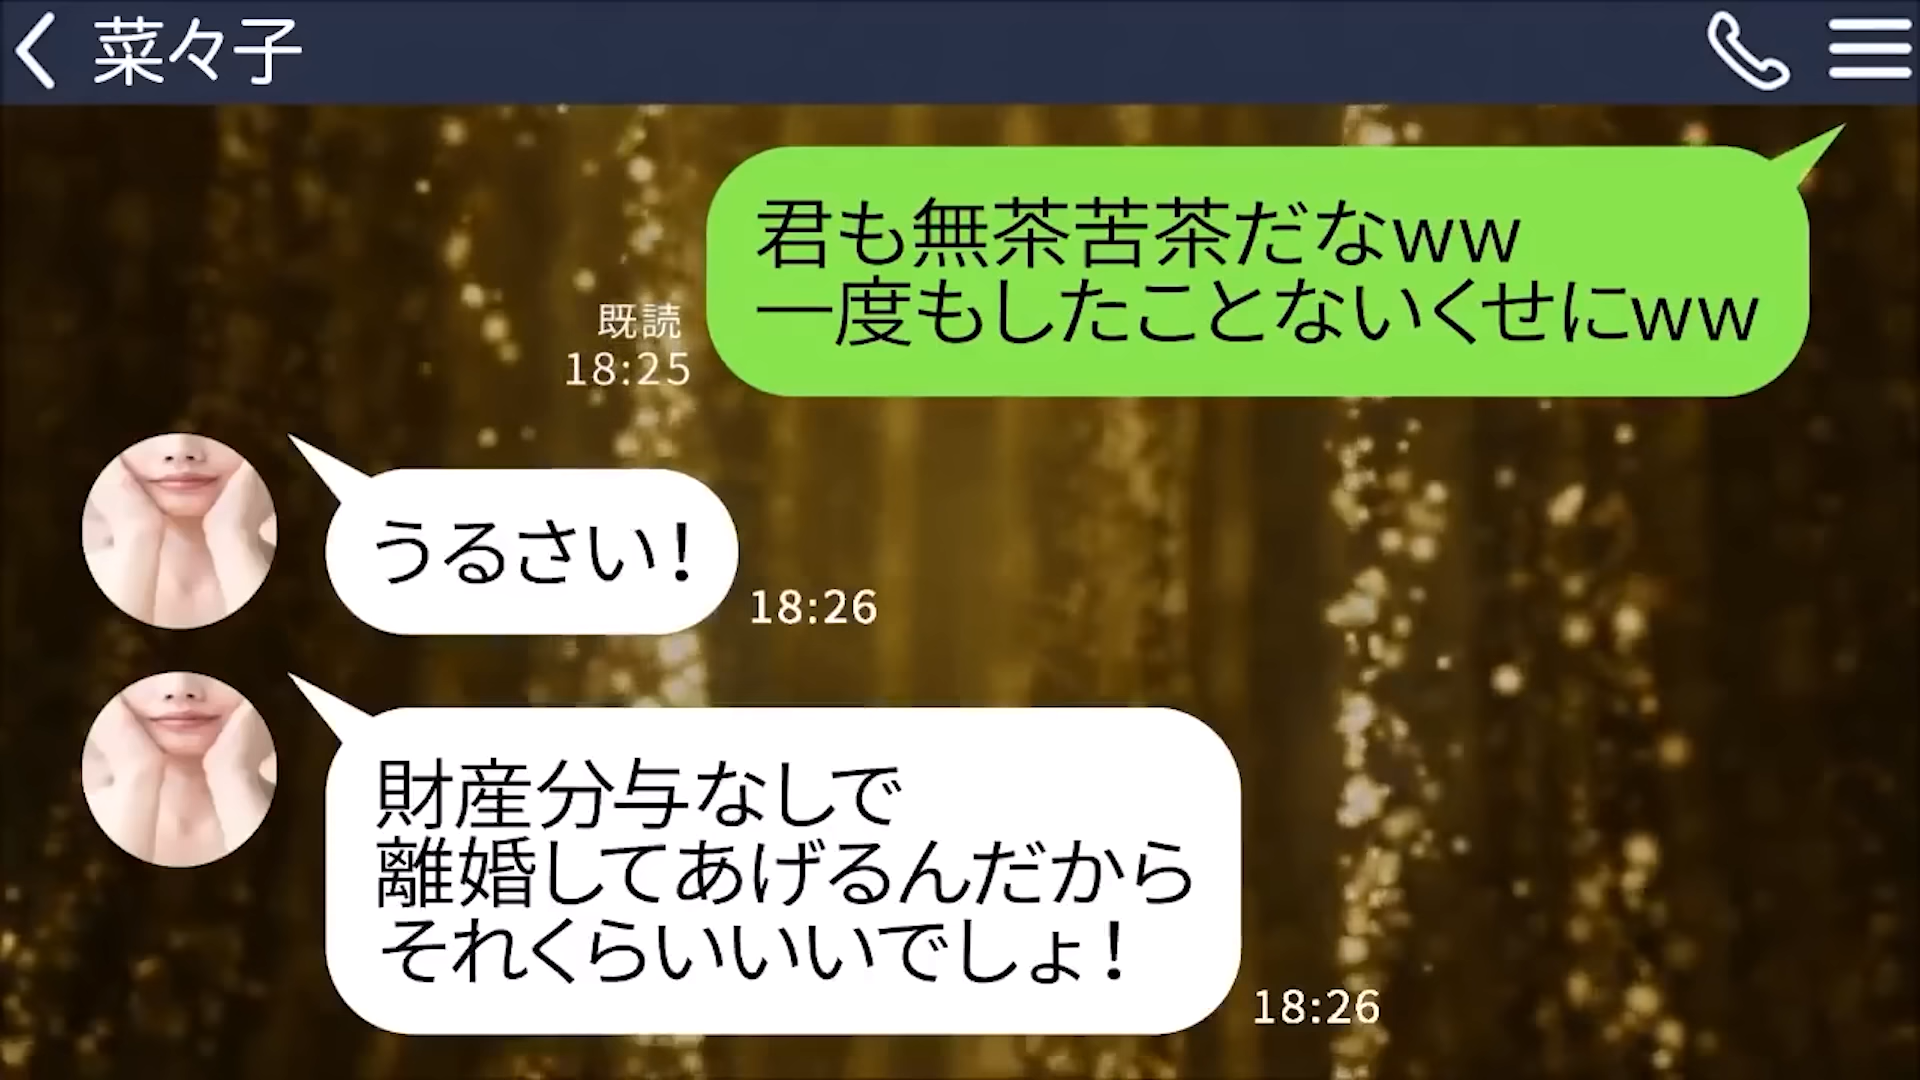 菜々子
君も無茶苦茶だなww
一度もしたことないくせにww
既読
18:25
うるさい！
18:26
財産分与なしで
離婚してあげるんだから
それくらいいいでしょ！
18:26